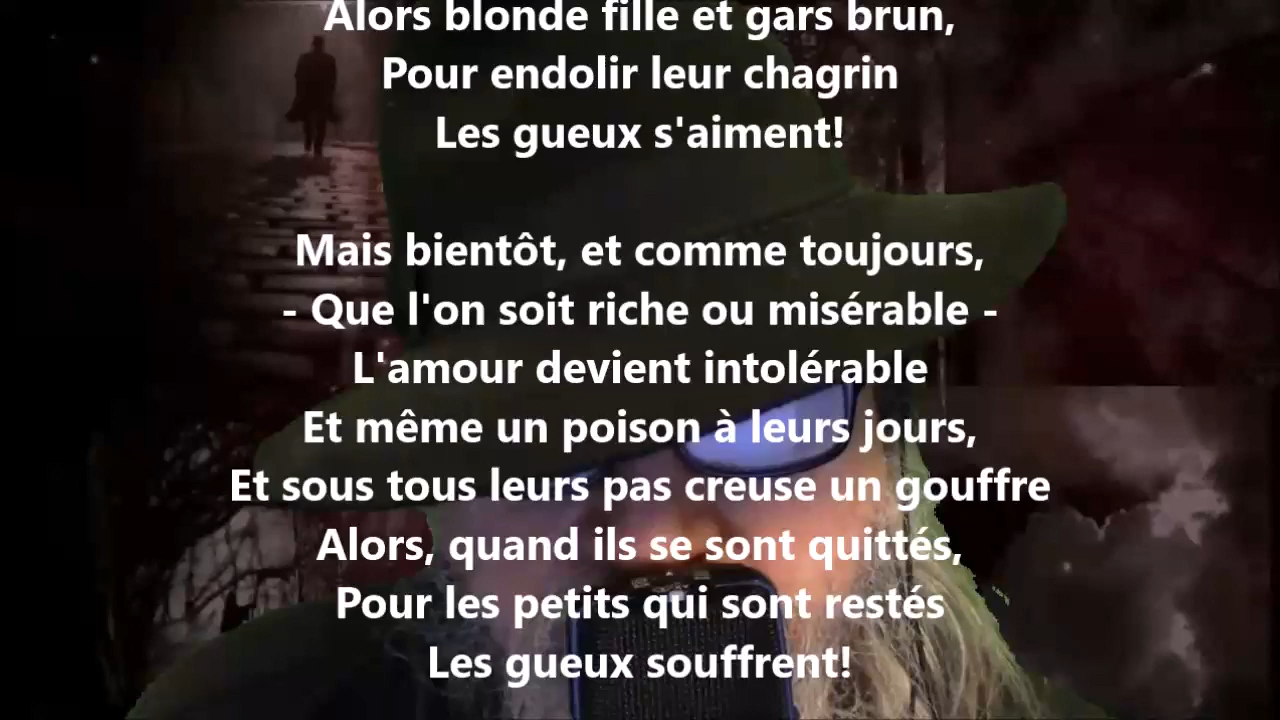 Alors blonde fille et gars brun,
Pour endolir leur chagrin
Les gueux s'aiment!
Mais bientôt, et comme toujours,
- Que l'on soit riche ou misérable -
L'amour devient intolérable
Et même un poison à leurs jours,
Et sous tous leurs pas creuse un gouffre
Alors, quand ils se sont quittés,
Pour les petits qui sont restés
Les gueux souffrent!